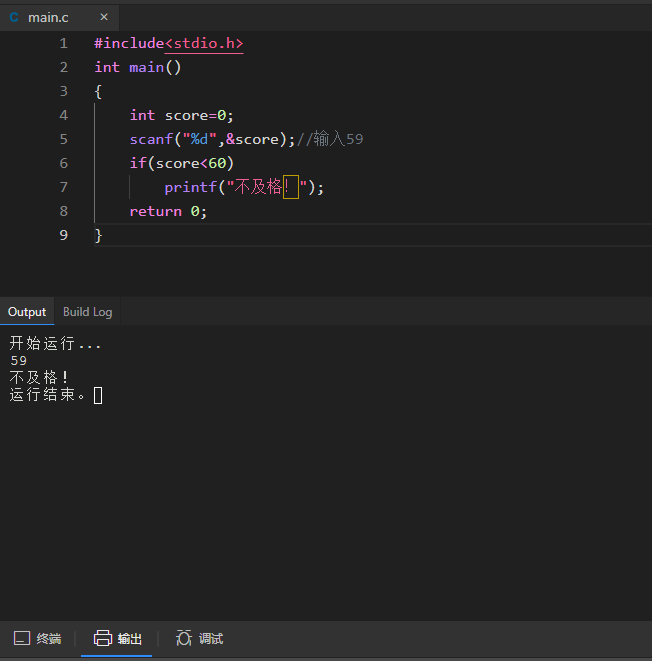 C main.c ×
1 #include<stdio.h>
2 int main()
3 {
4 int score=0;
5 scanf("%d",&score);//输入59
6 if(score<60)
7 printf("不及格！");
8 return 0;
9 }
Output Build Log
开始运行...
59
不及格！
运行结束。
终端 输出 调试